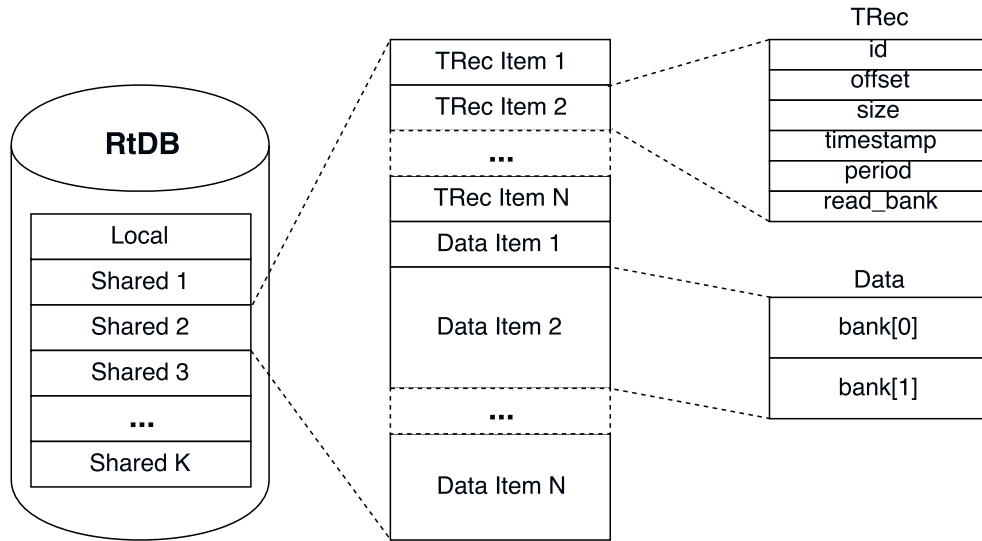 RtDB
Local
Shared 1
Shared 2
Shared 3
...
Shared K
TRec Item 1
TRec Item 2
...
TRec Item N
Data Item 1
Data Item 2
...
Data Item N
TRec
id
offset
size
timestamp
period
read_bank
Data
bank[0]
bank[1]